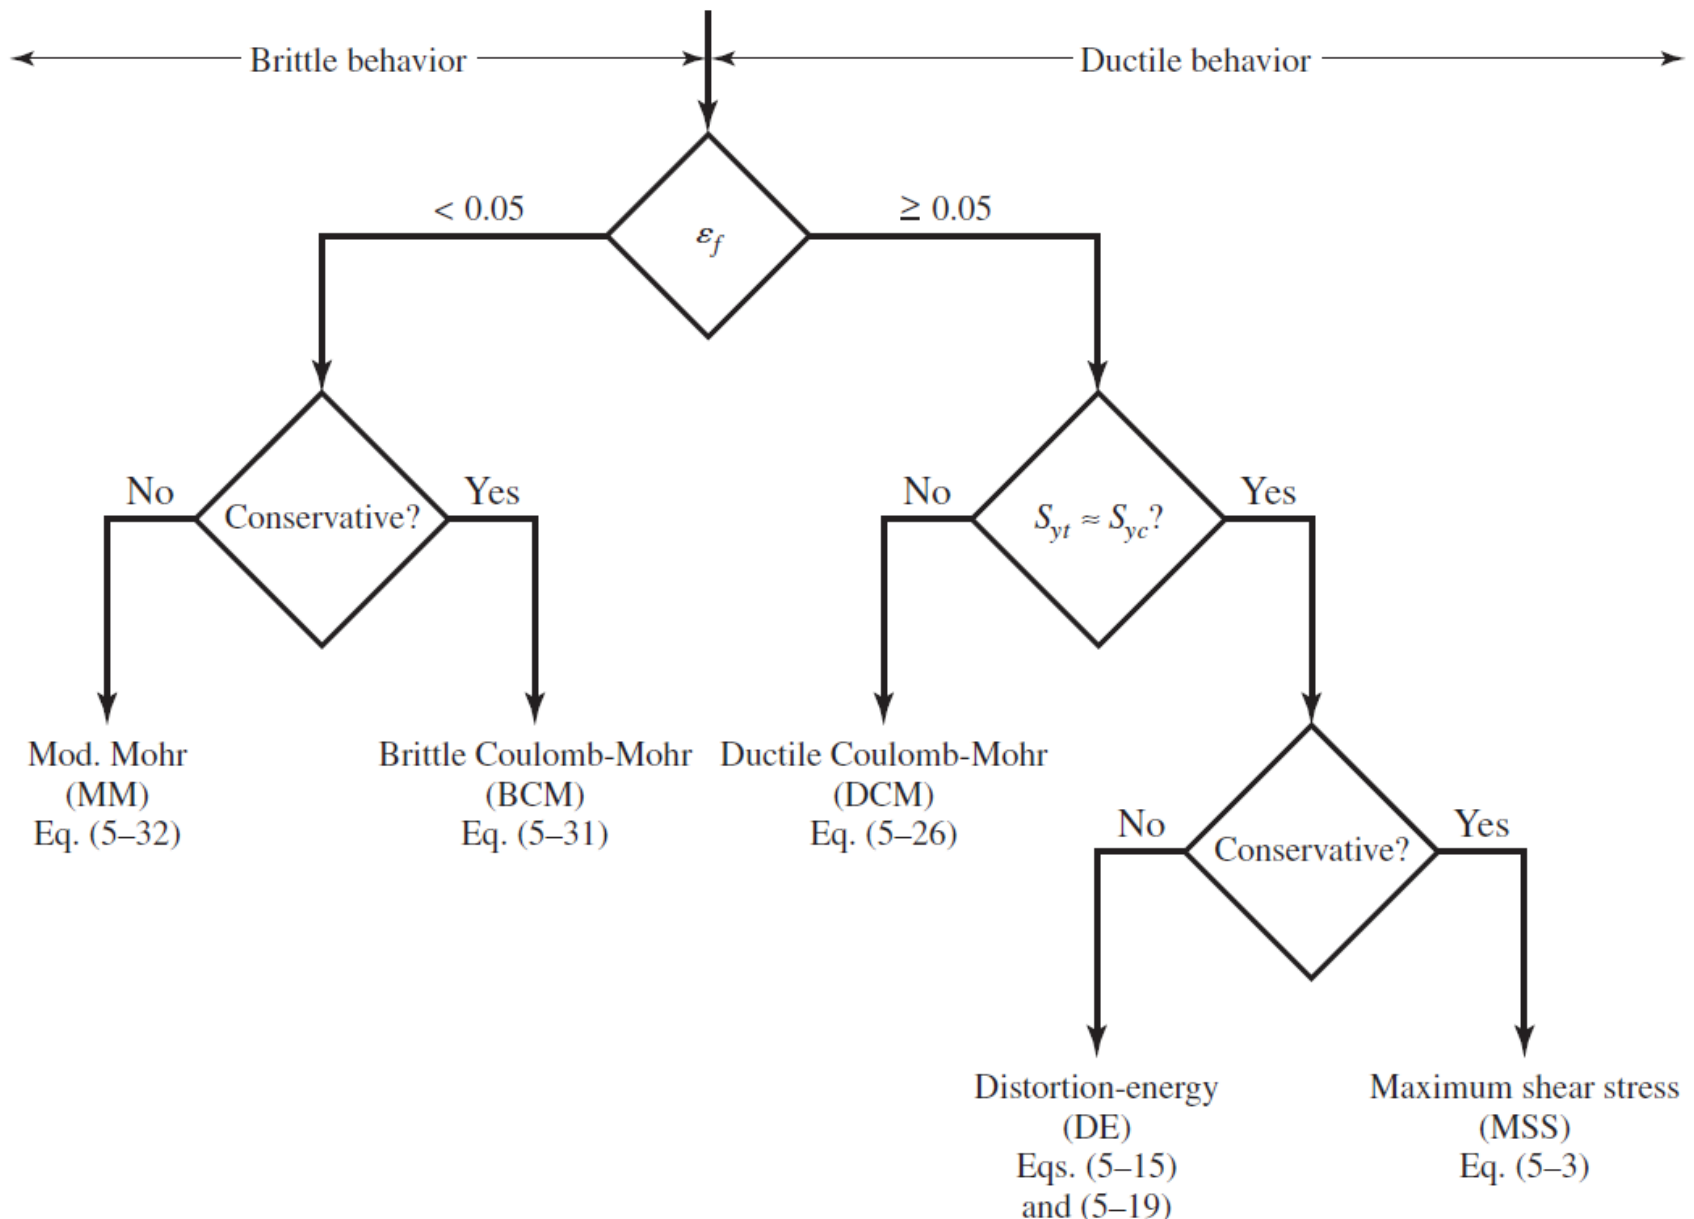 Brittle behavior
Ductile behavior
< 0.05
≥ 0.05
εf
No
Conservative?
Yes
No
Syt ≈ Syc?
Yes
Mod. Mohr
(MM)
Eq. (5–32)
Brittle Coulomb-Mohr
(BCM)
Eq. (5–31)
Ductile Coulomb-Mohr
(DCM)
Eq. (5–26)
No
Conservative?
Yes
Distortion-energy
(DE)
Eqs. (5–15)
and (5–19)
Maximum shear stress
(MSS)
Eq. (5–3)